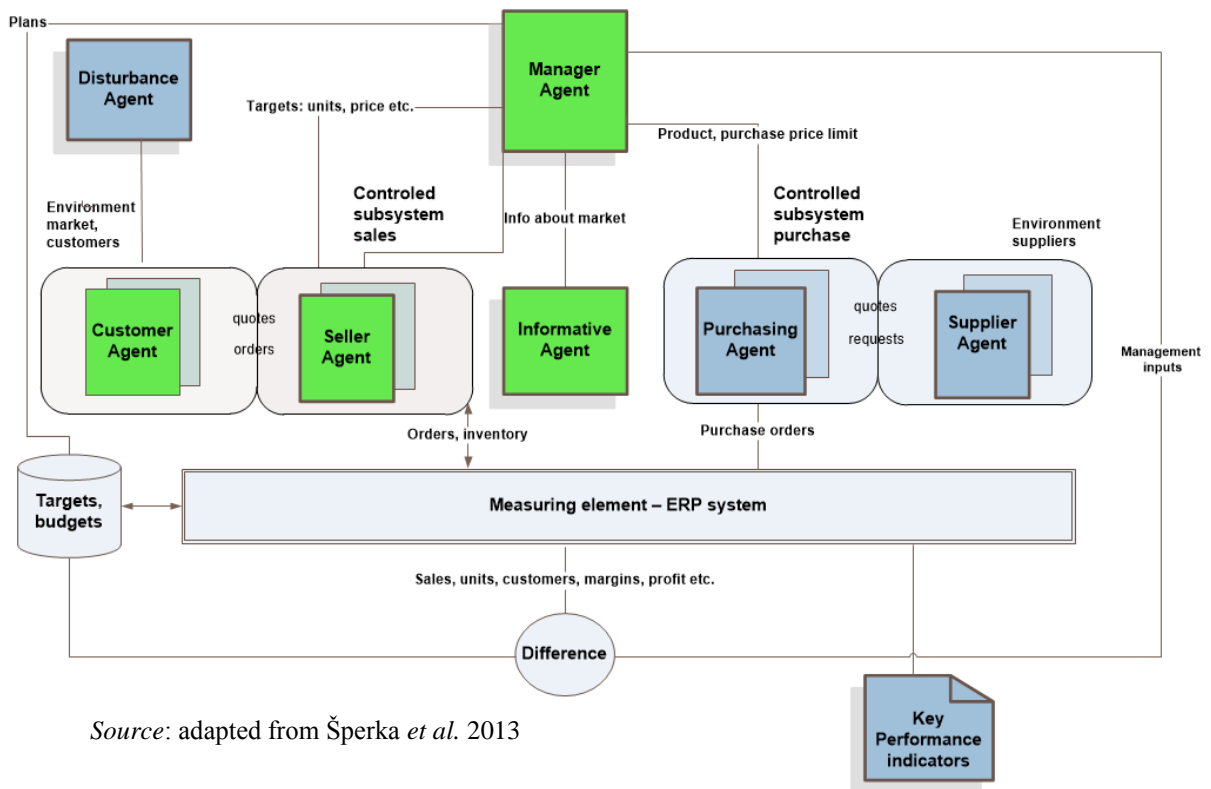 Plans
Disturbance
Agent
Manager
Agent
Targets: units, price etc.
Product, purchase price limit
Environment
market,
customers
Controled
subsystem
sales
Info about market
Controlled
subsystem
purchase
Environment
suppliers
Customer
Agent
quotes
orders
Seller
Agent
Informative
Agent
Purchasing
Agent
quotes
requests
Supplier
Agent
Management
inputs
Orders, inventory
Purchase orders
Targets,
budgets
Measuring element – ERP system
Sales, units, customers, margins, profit etc.
Difference
Key
Performance
indicators
Source: adapted from Šperka et al. 2013